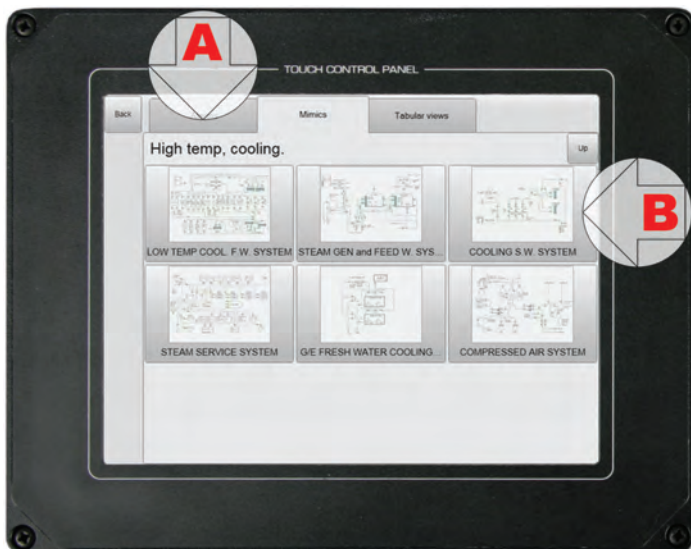 A
TOUCH CONTROL PANEL
Back
Mimics
Tabular views
High temp, cooling.
Up
B
LOW TEMP COOL. F.W. SYSTEM
STEAM GEN and FEED W. SYS...
COOLING S.W. SYSTEM
STEAM SERVICE SYSTEM
G/E FRESH WATER COOLING...
COMPRESSED AIR SYSTEM